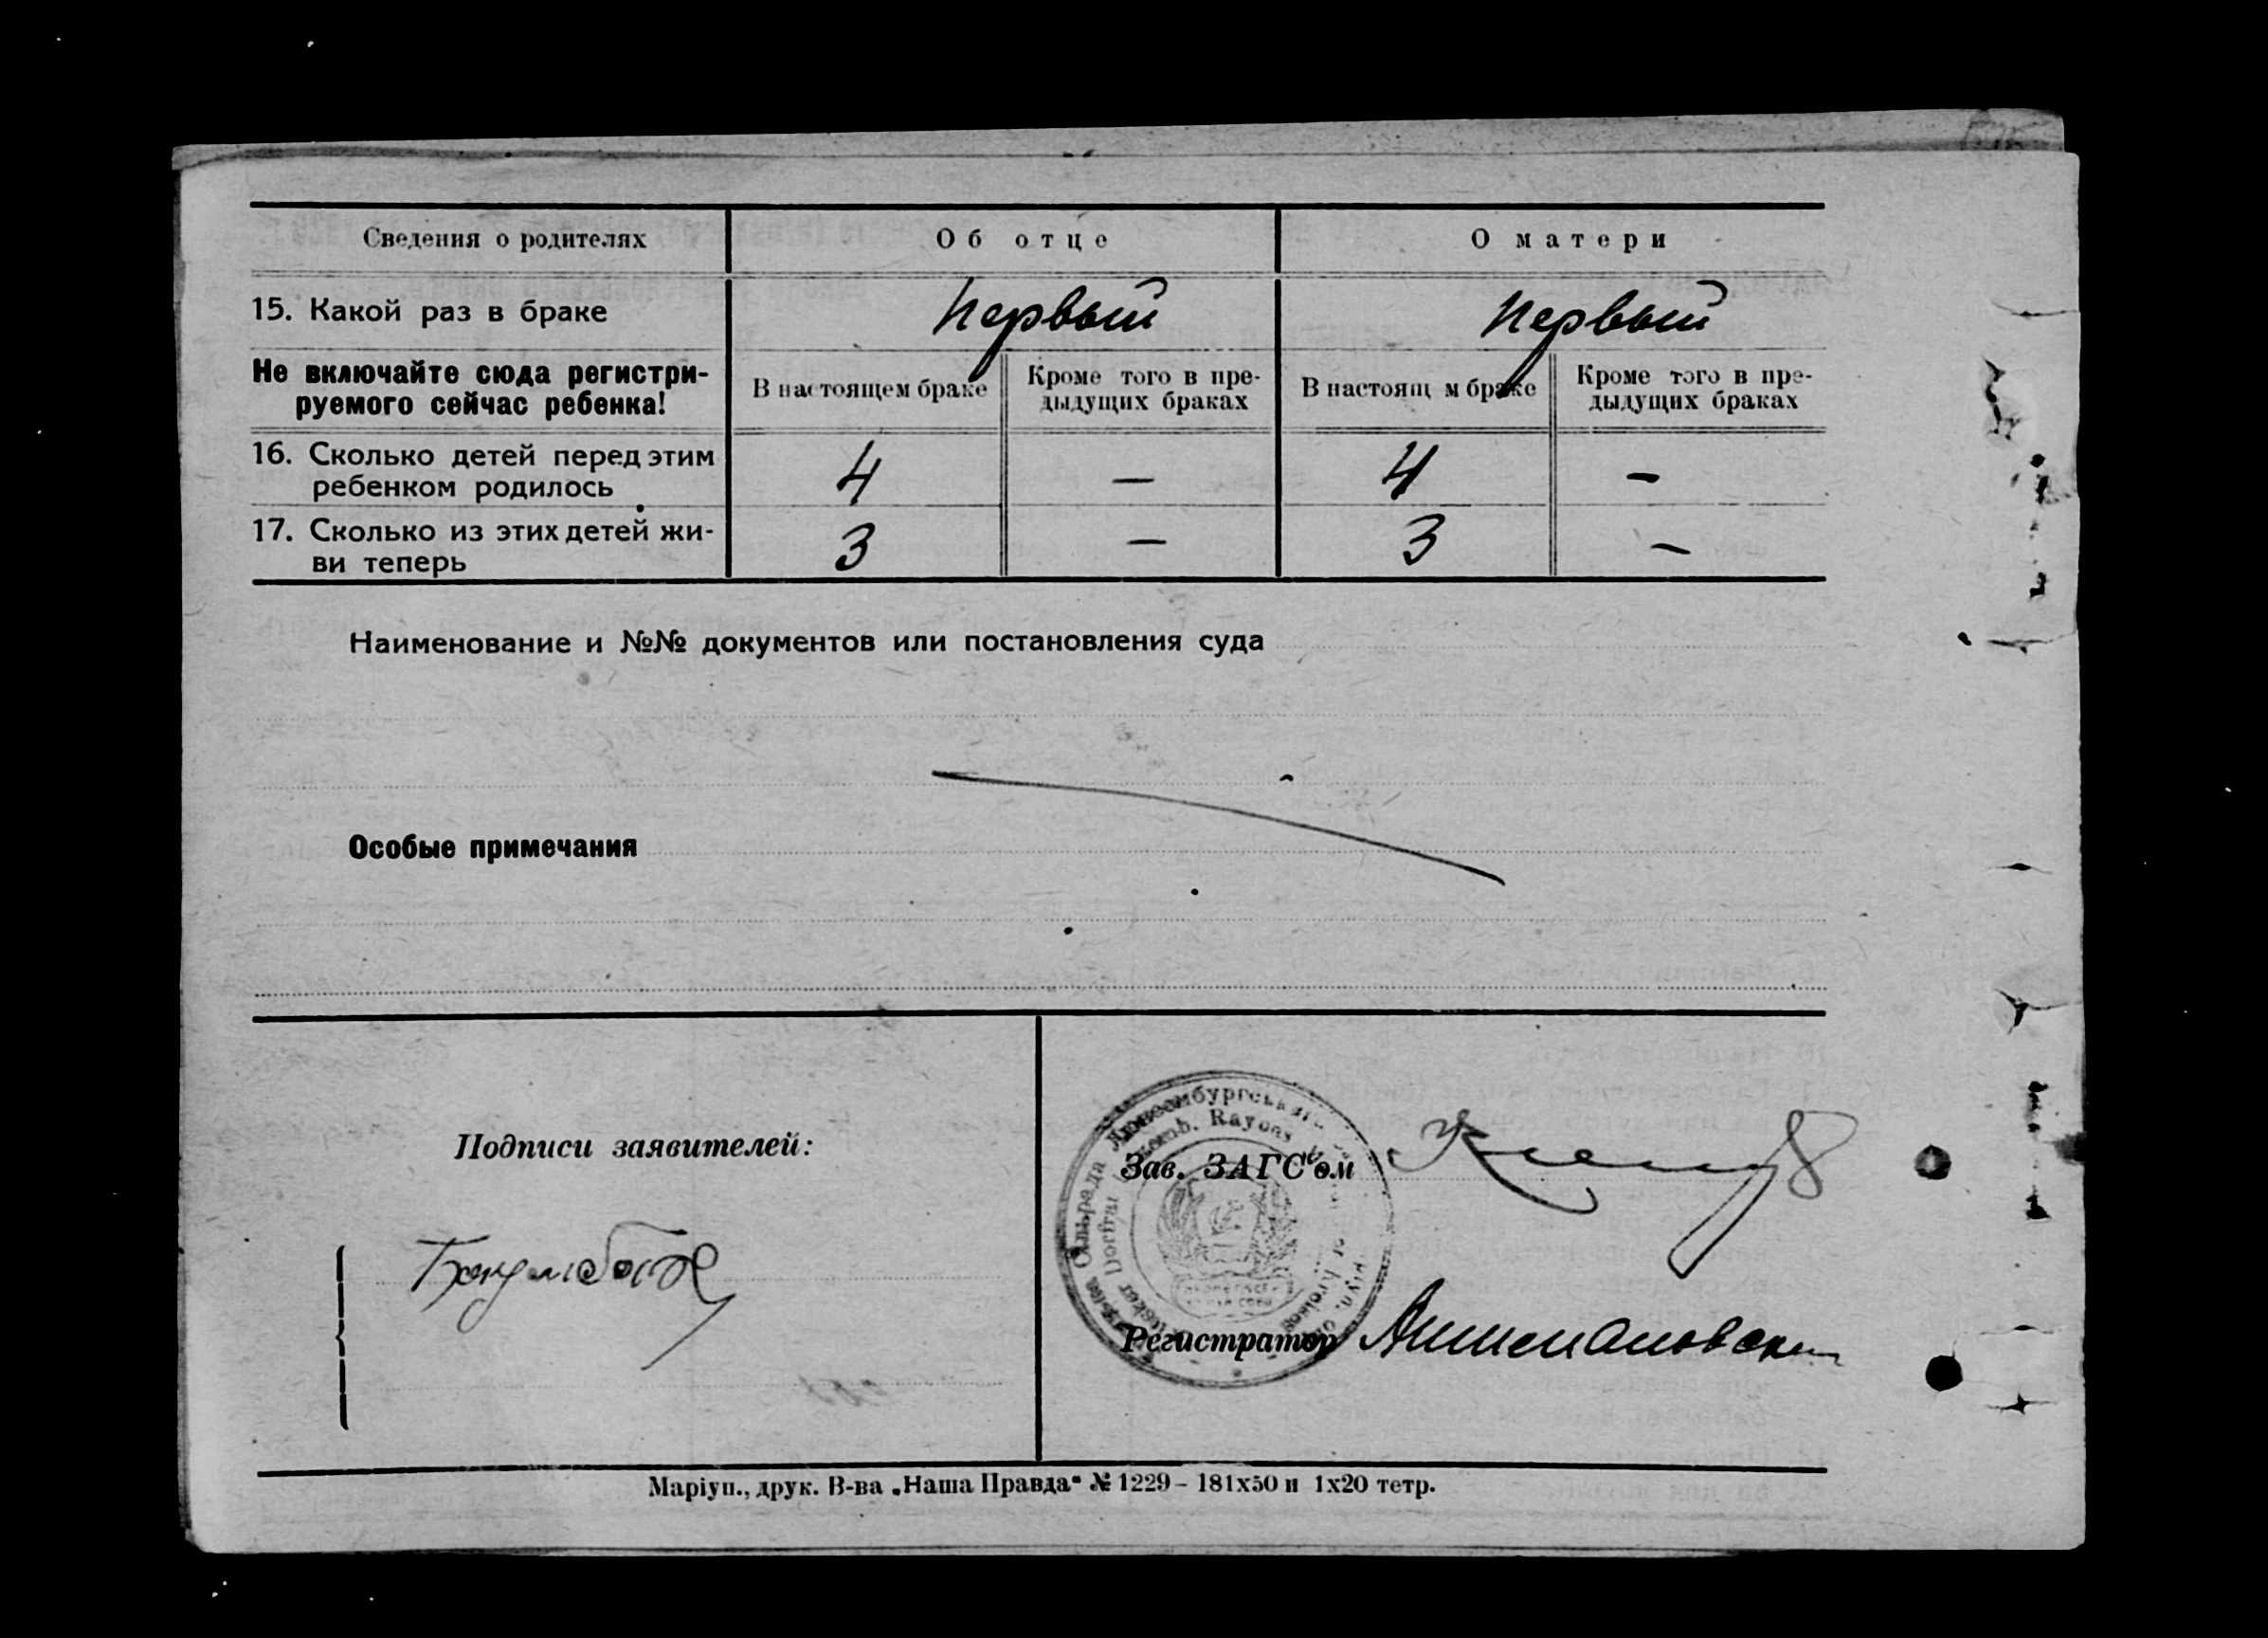 Сведения о родителях
Об отце
О матери
15. Какой раз в браке
Первый
Первый
Не включайте сюда регистри-
руемого сейчас ребенка!
В настоящем браке
Кроме того в пре-
дыдущих браках
В настоящ м браке
Кроме того в пре-
дыдущих браках
16. Сколько детей перед этим
ребенком родилось
4
—
4
—
17. Сколько из этих детей жи-
ви теперь
3
—
3
—
Наименование и №№ документов или постановления суда
Особые примечания
Подписи заявителей:
Зав. ЗАГС'ом
Регистратор
Маріуп., друк. В-ва „Наша Правда" № 1229 – 181х50 и 1х20 тетр.